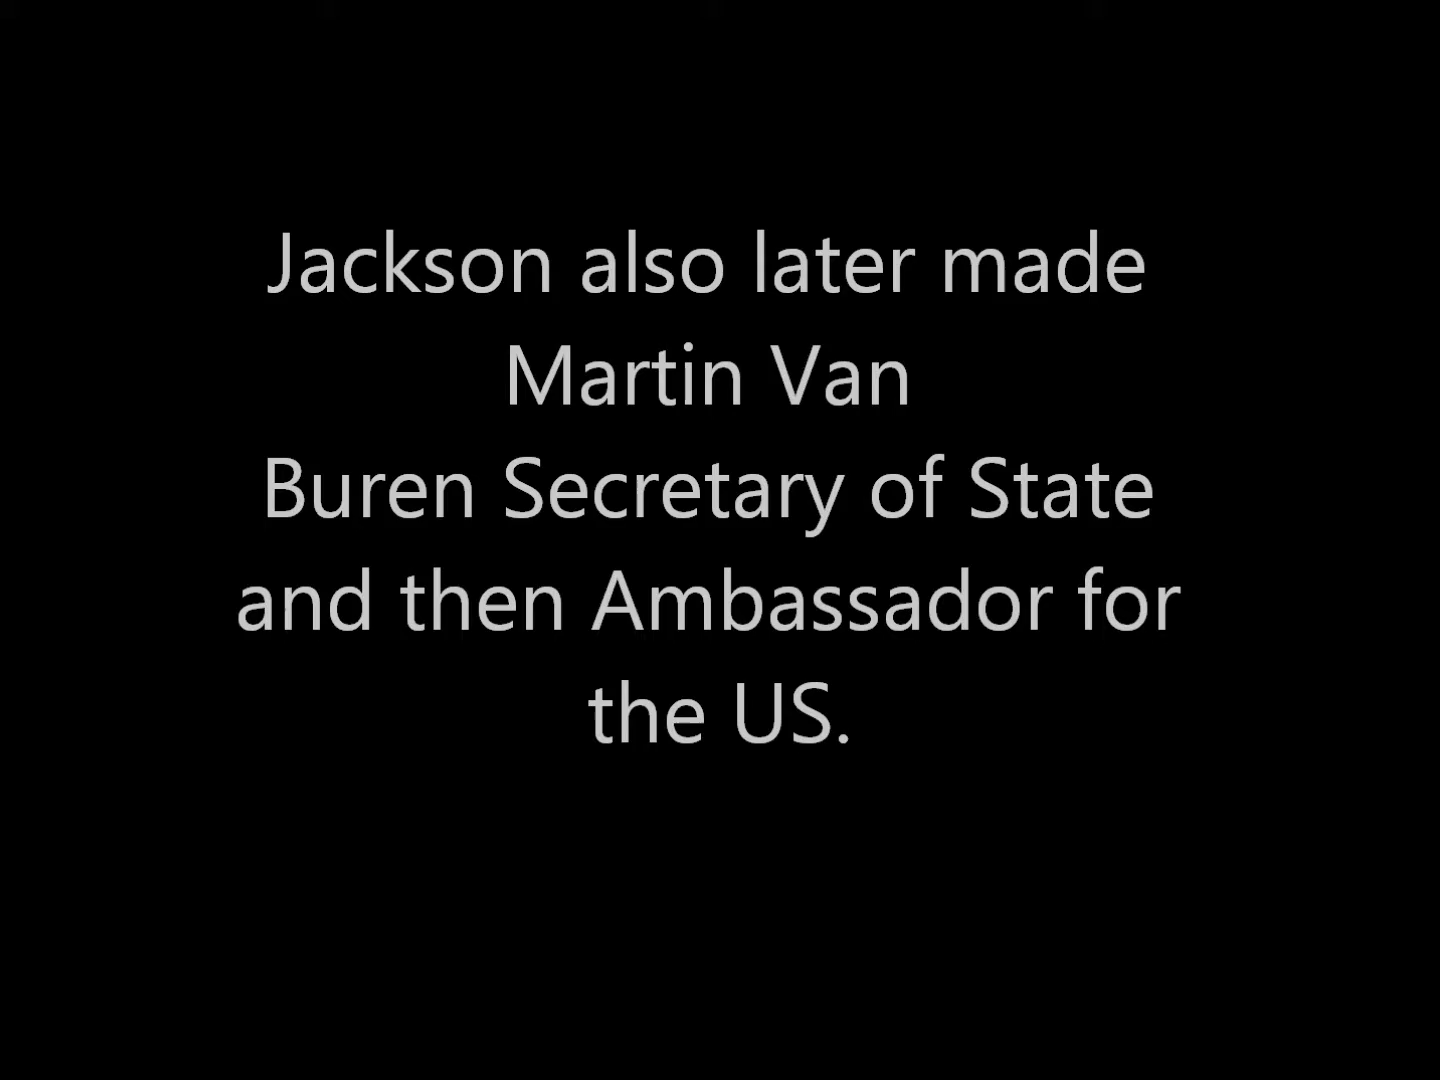 Jackson also later made
Martin Van
Buren Secretary of State
and then Ambassador for
the US.